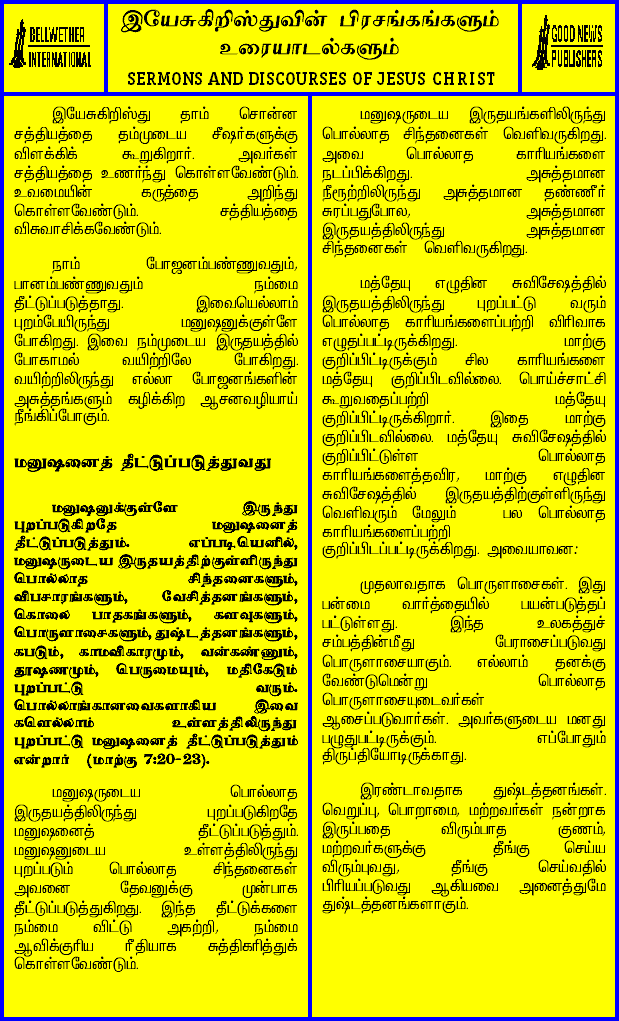 BELLWETHER
INTERNATIONAL
இயேசுகிறிஸ்துவின் பிரசங்கங்களும்
உரையாடல்களும்
SERMONS AND DISCOURSES OF JESUS CHRIST
GOOD NEWS
PUBLISHERS
இயேசுகிறிஸ்து தாம் சொன்ன
சத்தியத்தை தம்முடைய சீஷர்களுக்கு
விளக்கிக் கூறுகிறார். அவர்கள்
சத்தியத்தை உணர்ந்து கொள்ளவேண்டும்.
உவமையின் கருத்தை அறிந்து
கொள்ளவேண்டும். சத்தியத்தை
விசுவாசிக்கவேண்டும்.
நாம் போஜனம்பண்ணுவதும்,
பானம்பண்ணுவதும் நம்மை
தீட்டுப்படுத்தாது. இவையெல்லாம்
புறம்பேயிருந்து மனுஷனுக்குள்ளே
போகிறது. இவை நம்முடைய இருதயத்தில்
போகாமல் வயிற்றிலே போகிறது.
வயிற்றிலிருந்து எல்லா போஜனங்களின்
அசுத்தங்களும் கழிக்கிற ஆசனவழியாய்
நீங்கிப்போகும்.
மனுஷனைத் தீட்டுப்படுத்துவது
மனுஷனுக்குள்ளே இருந்து
புறப்படுகிறதே மனுஷனைத்
தீட்டுப்படுத்தும். எப்படியெனில்,
மனுஷருடைய இருதயத்திற்குள்ளிருந்து
பொல்லாத சிந்தனைகளும்,
விபசாரங்களும், வேசித்தனங்களும்,
கொலை பாதகங்களும், களவுகளும்,
பொருளாசைகளும், துஷ்டத்தனங்களும்,
கபடும், காமவிகாரமும், வன்கண்ணும்,
தூஷணமும், பெருமையும், மதிகேடும்
புறப்பட்டு வரும்.
பொல்லாங்கானவைகளாகிய இவை
களெல்லாம் உள்ளத்திலிருந்து
புறப்பட்டு மனுஷனைத் தீட்டுப்படுத்தும்
என்றார் (மாற்கு 7:20-23).
மனுஷருடைய பொல்லாத
இருதயத்திலிருந்து புறப்படுகிறதே
மனுஷனைத் தீட்டுப்படுத்தும்.
மனுஷனுடைய உள்ளத்திலிருந்து
புறப்படும் பொல்லாத சிந்தனைகள்
அவனை தேவனுக்கு முன்பாக
தீட்டுப்படுத்துகிறது. இந்த தீட்டுக்களை
நம்மை விட்டு அகற்றி, நம்மை
ஆவிக்குரிய ரீதியாக சுத்திகரித்துக்
கொள்ளவேண்டும்.
மனுஷருடைய இருதயங்களிலிருந்து
பொல்லாத சிந்தனைகள் வெளிவருகிறது.
அவை பொல்லாத காரியங்களை
நடப்பிக்கிறது. அசுத்தமான
நீரூற்றிலிருந்து அசுத்தமான தண்ணீர்
சுரப்பதுபோல, அசுத்தமான
இருதயத்திலிருந்து அசுத்தமான
சிந்தனைகள் வெளிவருகிறது.
மத்தேயு எழுதின சுவிசேஷத்தில்
இருதயத்திலிருந்து புறப்பட்டு வரும்
பொல்லாத காரியங்களைப்பற்றி விரிவாக
எழுதப்பட்டிருக்கிறது. மாற்கு
குறிப்பிட்டிருக்கும் சில காரியங்களை
மத்தேயு குறிப்பிடவில்லை. பொய்ச்சாட்சி
கூறுவதைப்பற்றி மத்தேயு
குறிப்பிட்டிருக்கிறார். இதை மாற்கு
குறிப்பிடவில்லை. மத்தேயு சுவிசேஷத்தில்
குறிப்பிட்டுள்ள பொல்லாத
காரியங்களைத்தவிர, மாற்கு எழுதின
சுவிசேஷத்தில் இருதயத்திற்குள்ளிருந்து
வெளிவரும் மேலும் பல பொல்லாத
காரியங்களைப்பற்றி
குறிப்பிடப்பட்டிருக்கிறது. அவையாவன:
முதலாவதாக பொருளாசைகள். இது
பன்மை வார்த்தையில் பயன்படுத்தப்
பட்டுள்ளது. இந்த உலகத்துச்
சம்பத்தின்மீது பேராசைப்படுவது
பொருளாசையாகும். எல்லாம் தனக்கு
வேண்டுமென்று பொல்லாத
பொருளாசையுடைவர்கள்
ஆசைப்படுவார்கள். அவர்களுடைய மனது
பழுதுபட்டிருக்கும். எப்போதும்
திருப்தியோடிருக்காது.
இரண்டாவதாக துஷ்டத்தனங்கள்.
வெறுப்பு, பொறாமை, மற்றவர்கள் நன்றாக
இருப்பதை விரும்பாத குணம்,
மற்றவர்களுக்கு தீங்கு செய்ய
விரும்புவது, தீங்கு செய்வதில்
பிரியப்படுவது ஆகியவை அனைத்துமே
துஷ்டத்தனங்களாகும்.